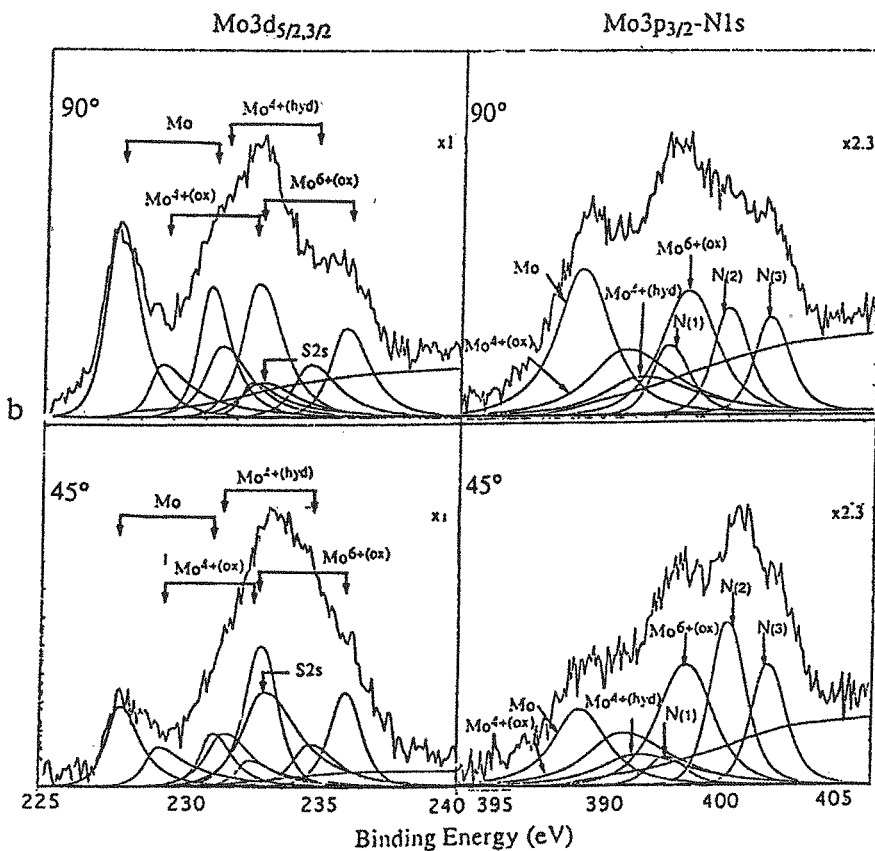 Mo3d5/2,3/2
Mo3p3/2-N1s
90°
Mo
Mo4+(hyd)
x1
Mo4+(ox)
Mo6+(ox)
S2s
90°
x2.3
Mo
Mo6+(ox)
Mo4+(hyd)
N(1)
N(2)
N(3)
Mo4+(ox)
b
45°
Mo4+(hyd)
Mo
x1
Mo4+(ox)
Mo6+(ox)
S2s
45°
x2.3
N(2)
Mo6+(ox)
N(3)
Mo
Mo4+(hyd)
N(1)
Mo4+(ox)
225
230
235
240
395
390
400
405
Binding Energy (eV)